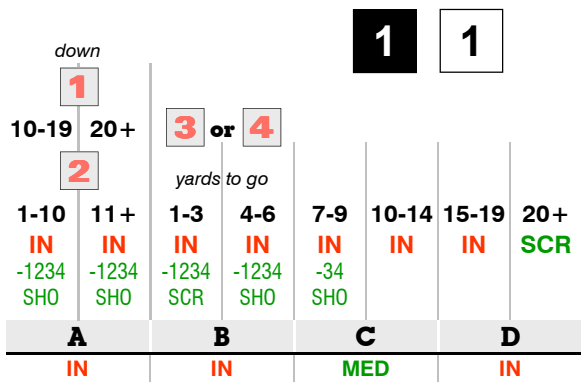 1 1
down
1
10-19 20+ 3 or 4
2 yards to go
1-10 11+ 1-3 4-6 7-9 10-14 15-19 20+
IN IN IN IN IN IN IN SCR
-1234 -1234 -1234 -1234 -34
SHO SHO SCR SHO SHO
A B C D
IN IN MED IN